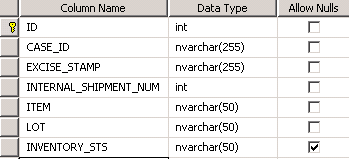 Column Name Data Type Allow Nulls
ID int
CASE_ID nvarchar(255)
EXCISE_STAMP nvarchar(255)
INTERNAL_SHIPMENT_NUM int
ITEM nvarchar(50)
LOT nvarchar(50)
INVENTORY_STS nvarchar(50)